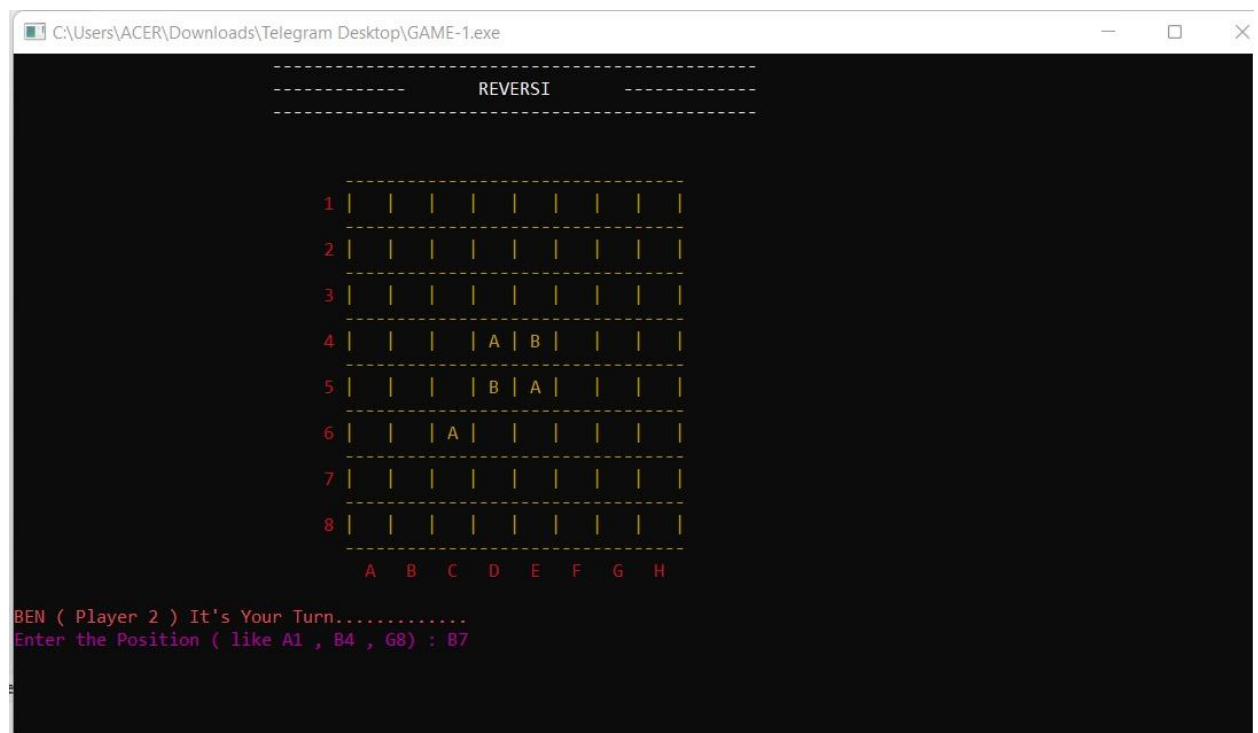 C:\Users\ACER\Downloads\Telegram Desktop\GAME-1.exe
-----------------------------------------------
-------------       REVERSI       -------------
-----------------------------------------------
---------------------------------
1 |   |   |   |   |   |   |   |   |
---------------------------------
2 |   |   |   |   |   |   |   |   |
---------------------------------
3 |   |   |   |   |   |   |   |   |
---------------------------------
4 |   |   |   | A | B |   |   |   |
---------------------------------
5 |   |   |   | B | A |   |   |   |
---------------------------------
6 |   |   | A |   |   |   |   |   |
---------------------------------
7 |   |   |   |   |   |   |   |   |
---------------------------------
8 |   |   |   |   |   |   |   |   |
---------------------------------
A   B   C   D   E   F   G   H
BEN ( Player 2 ) It's Your Turn.............
Enter the Position ( like A1 , B4 , G8) : B7